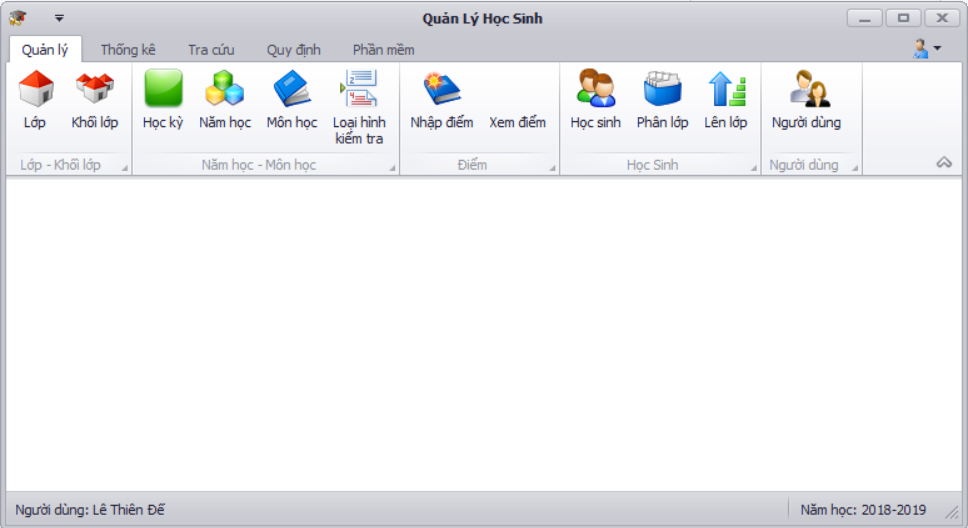 Quản Lý Học Sinh
Quản lý Thống kê Tra cứu Quy định Phần mềm
Lớp Khối lớp Học kỳ Năm học Môn học Loại hình kiểm tra Nhập điểm Xem điểm Học sinh Phân lớp Lên lớp Người dùng
Lớp - Khối lớp Năm học - Môn học Điểm Học Sinh Người dùng
Người dùng: Lê Thiên Đế Năm học: 2018-2019